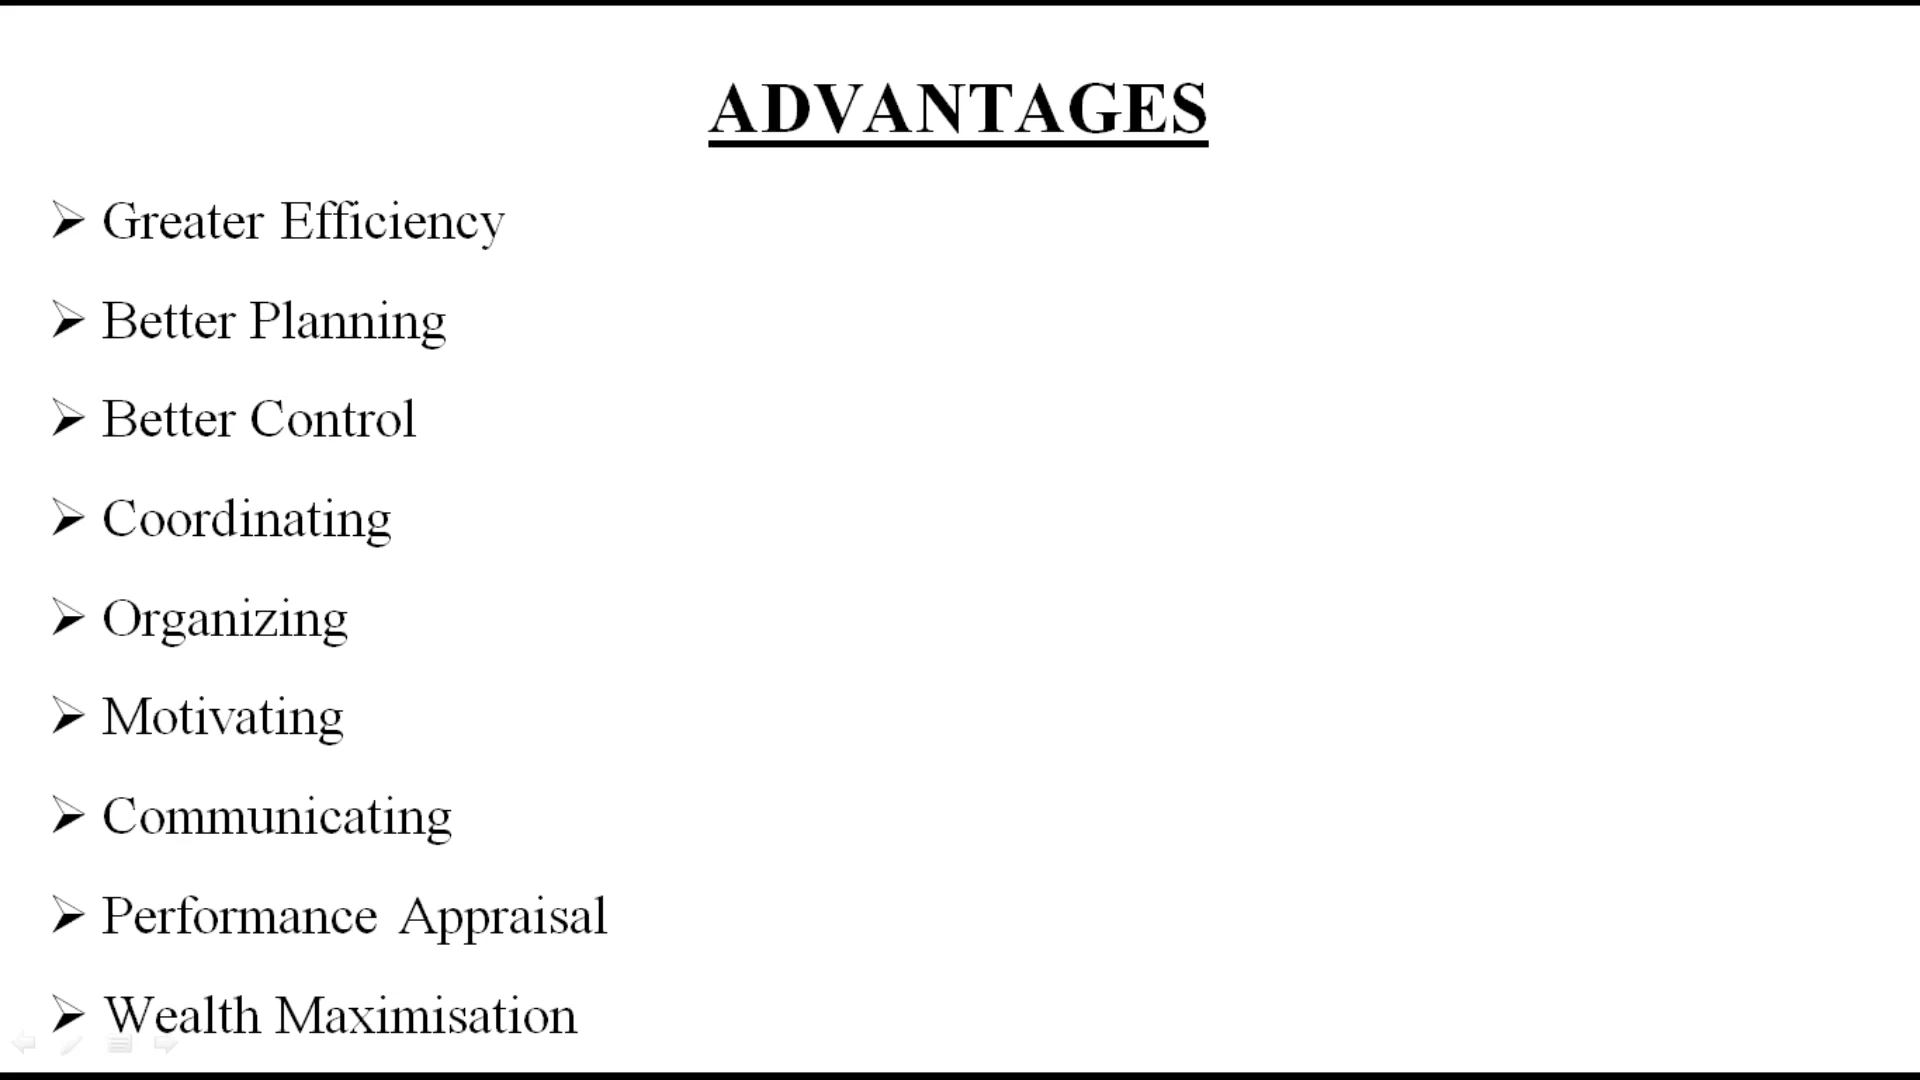 ADVANTAGES
➢ Greater Efficiency
➢ Better Planning
➢ Better Control
➢ Coordinating
➢ Organizing
➢ Motivating
➢ Communicating
➢ Performance Appraisal
➢ Wealth Maximisation